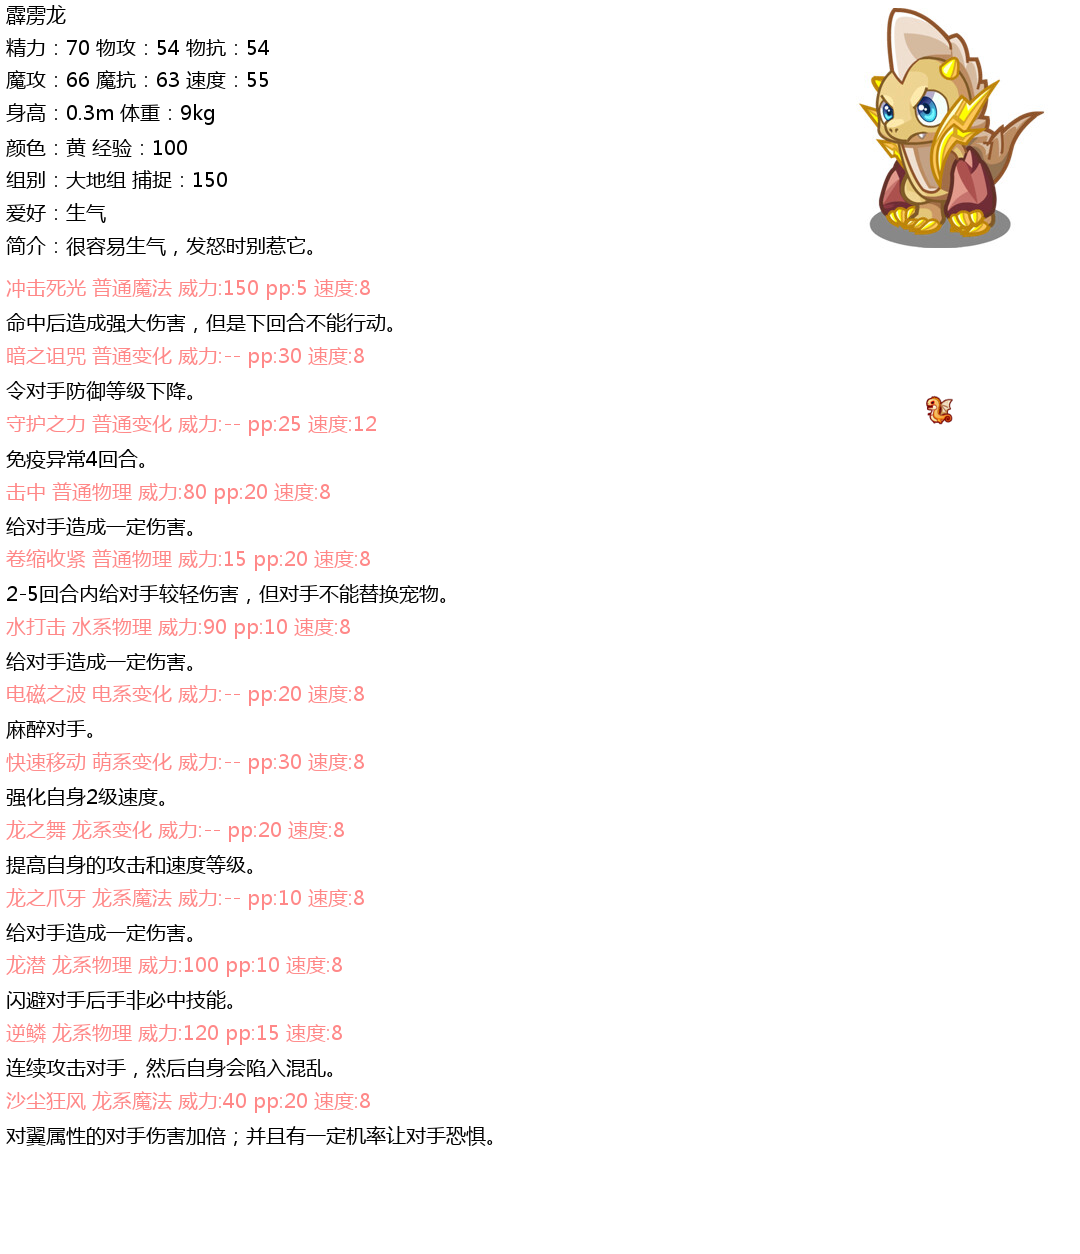 霹雳龙
精力：70 物攻：54 物抗：54
魔攻：66 魔抗：63 速度：55
身高：0.3m 体重：9kg
颜色：黄 经验：100
组别：大地组 捕捉：150
爱好：生气
简介：很容易生气，发怒时别惹它。
冲击死光 普通魔法 威力:150 pp:5 速度:8
命中后造成强大伤害，但是下回合不能行动。
暗之诅咒 普通变化 威力:-- pp:30 速度:8
令对手防御等级下降。
守护之力 普通变化 威力:-- pp:25 速度:12
免疫异常4回合。
击中 普通物理 威力:80 pp:20 速度:8
给对手造成一定伤害。
卷缩收紧 普通物理 威力:15 pp:20 速度:8
2-5回合内给对手较轻伤害，但对手不能替换宠物。
水打击 水系物理 威力:90 pp:10 速度:8
给对手造成一定伤害。
电磁之波 电系变化 威力:-- pp:20 速度:8
麻醉对手。
快速移动 萌系变化 威力:-- pp:30 速度:8
强化自身2级速度。
龙之舞 龙系变化 威力:-- pp:20 速度:8
提高自身的攻击和速度等级。
龙之爪牙 龙系魔法 威力:-- pp:10 速度:8
给对手造成一定伤害。
龙潜 龙系物理 威力:100 pp:10 速度:8
闪避对手后手非必中技能。
逆鳞 龙系物理 威力:120 pp:15 速度:8
连续攻击对手，然后自身会陷入混乱。
沙尘狂风 龙系魔法 威力:40 pp:20 速度:8
对翼属性的对手伤害加倍；并且有一定机率让对手恐惧。